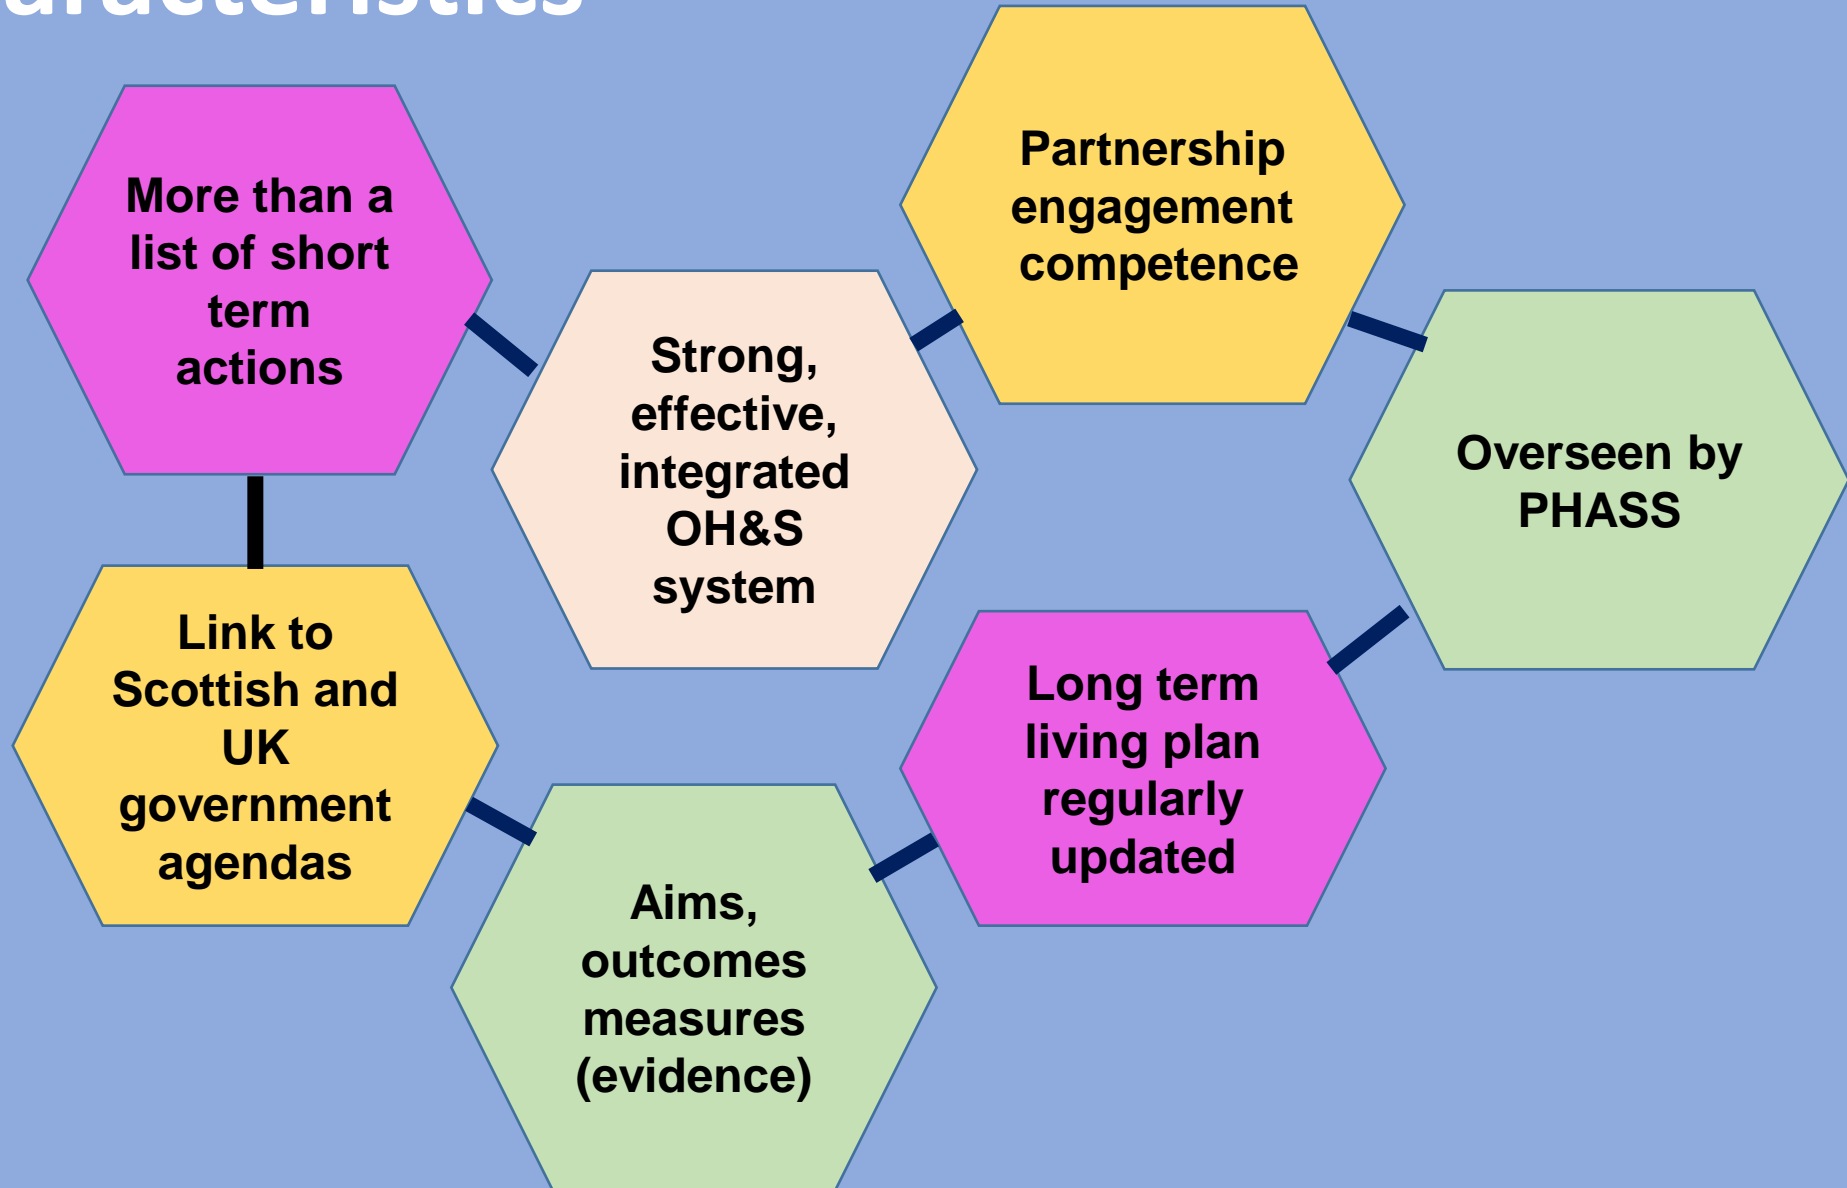 More than a
list of short
term
actions
Partnership
engagement
competence
Strong,
effective,
integrated
OH&S
system
Overseen by
PHASS
Link to
Scottish and
UK
government
agendas
Long term
living plan
regularly
updated
Aims,
outcomes
measures
(evidence)